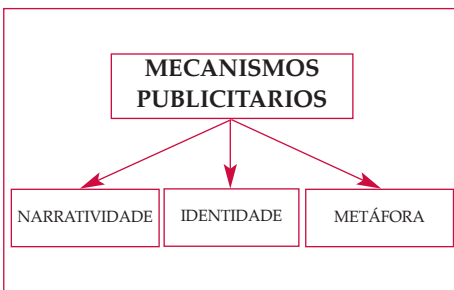 MECANISMOS
PUBLICITARIOS
NARRATIVIDADE
IDENTIDADE
METÁFORA